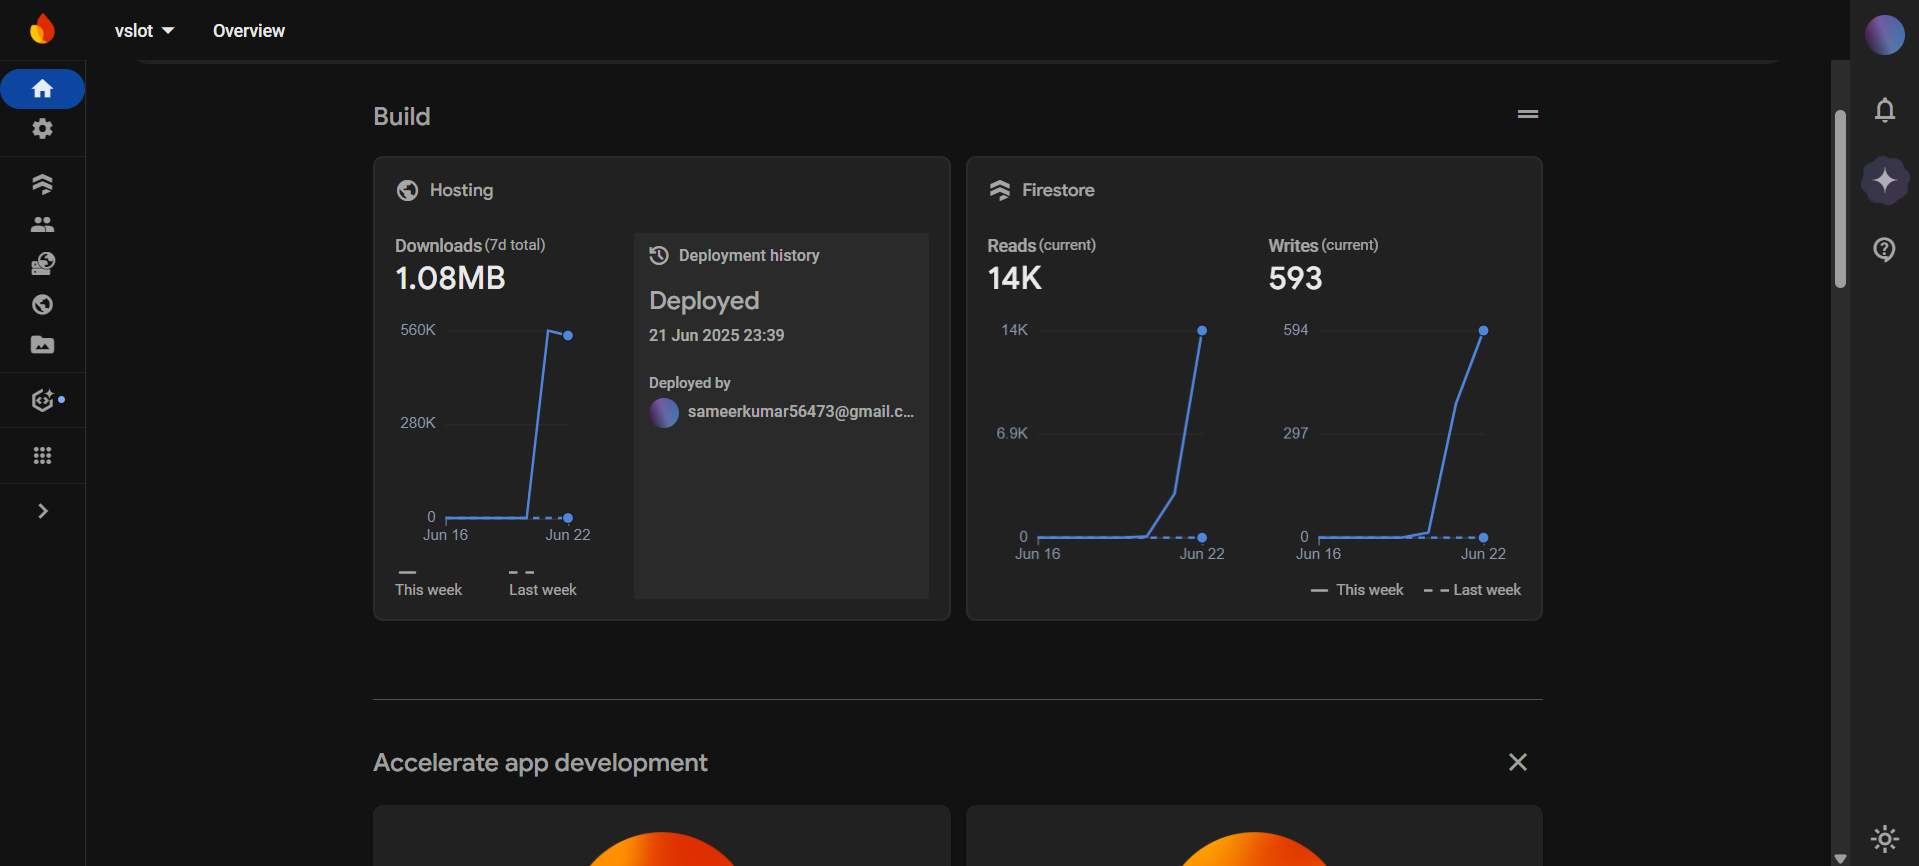 vslot
Overview
Build
Hosting
Downloads (7d total)
1.08MB
560K
280K
0
Jun 16
Jun 22
This week
Last week
Deployment history
Deployed
21 Jun 2025 23:39
Deployed by
sameerkumar56473@gmail.c...
Firestore
Reads (current)
14K
14K
6.9K
0
Jun 16
Jun 22
Writes (current)
593
594
297
0
Jun 16
Jun 22
This week
Last week
Accelerate app development